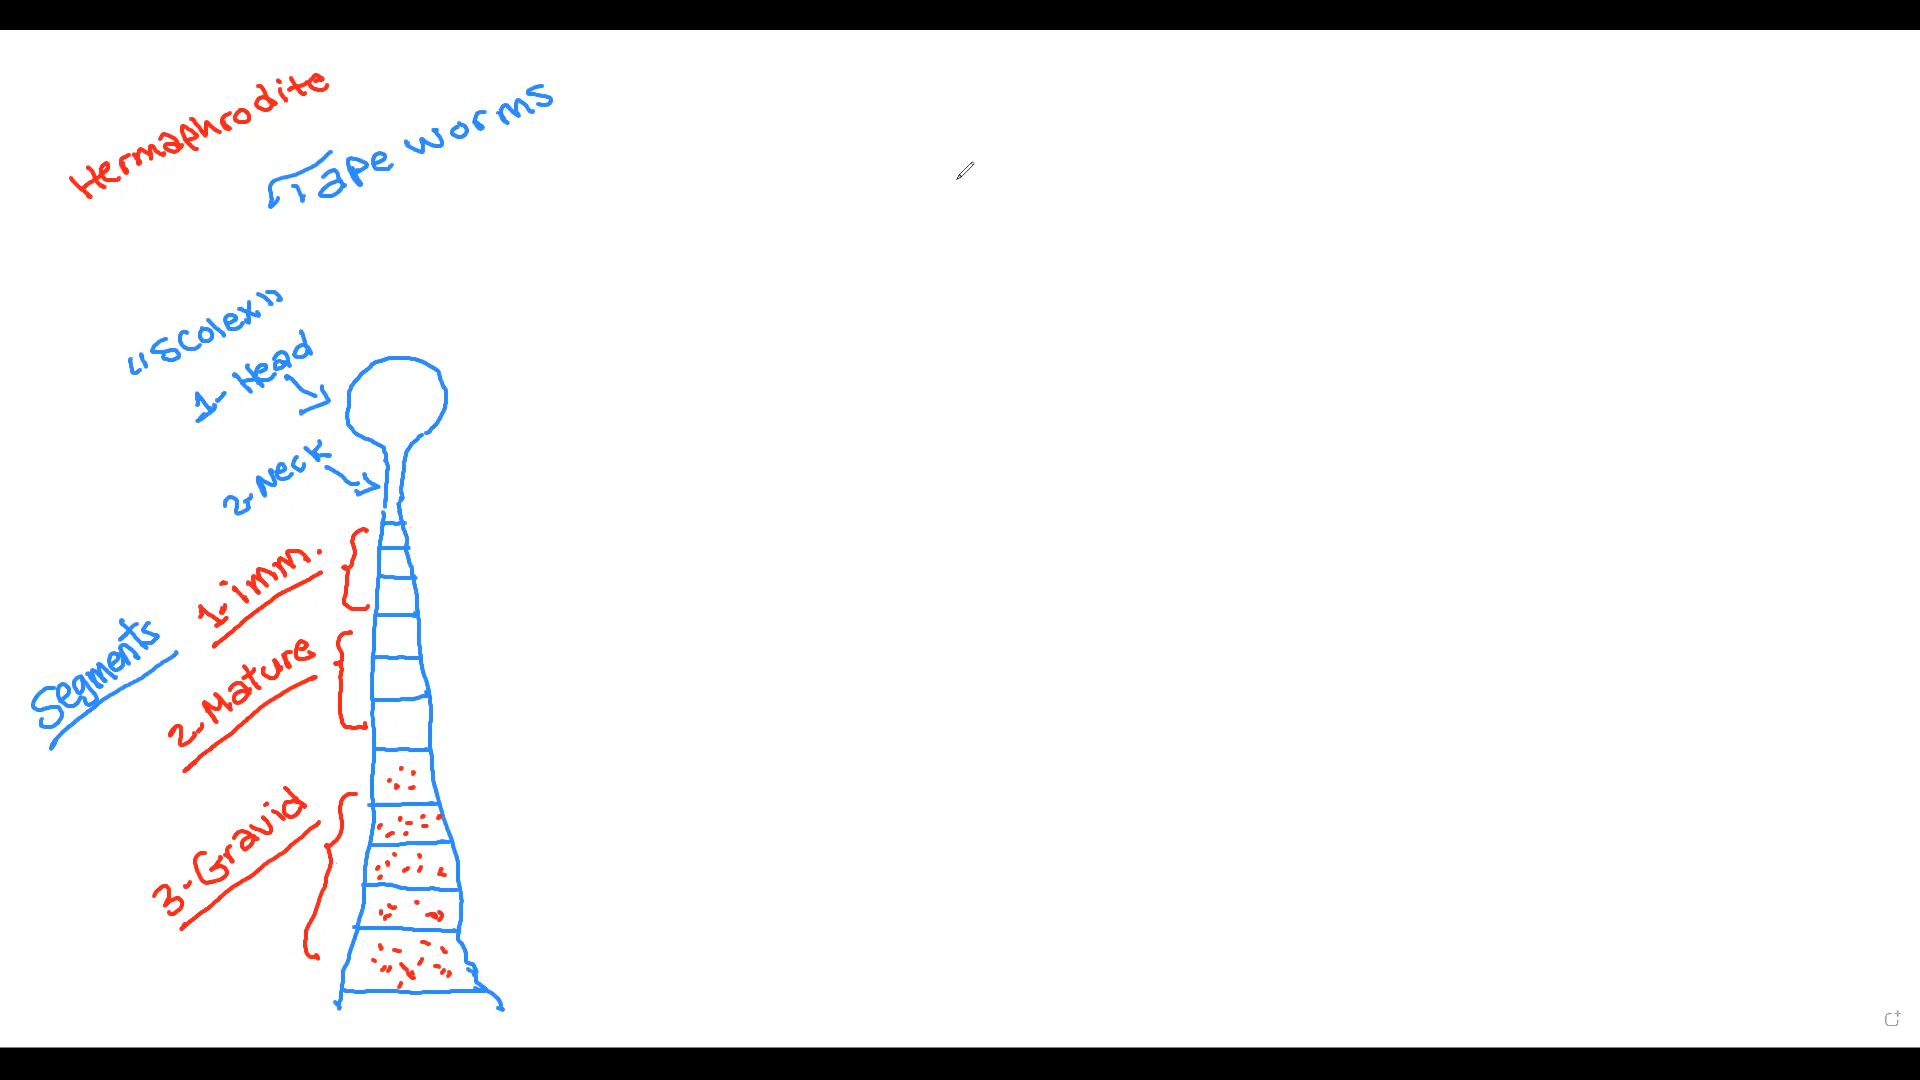 Hermaphrodite
Tape worms
"Scolex"
1- Head
2- Neck
Segments
1- imm.
2- Mature
3- Gravid